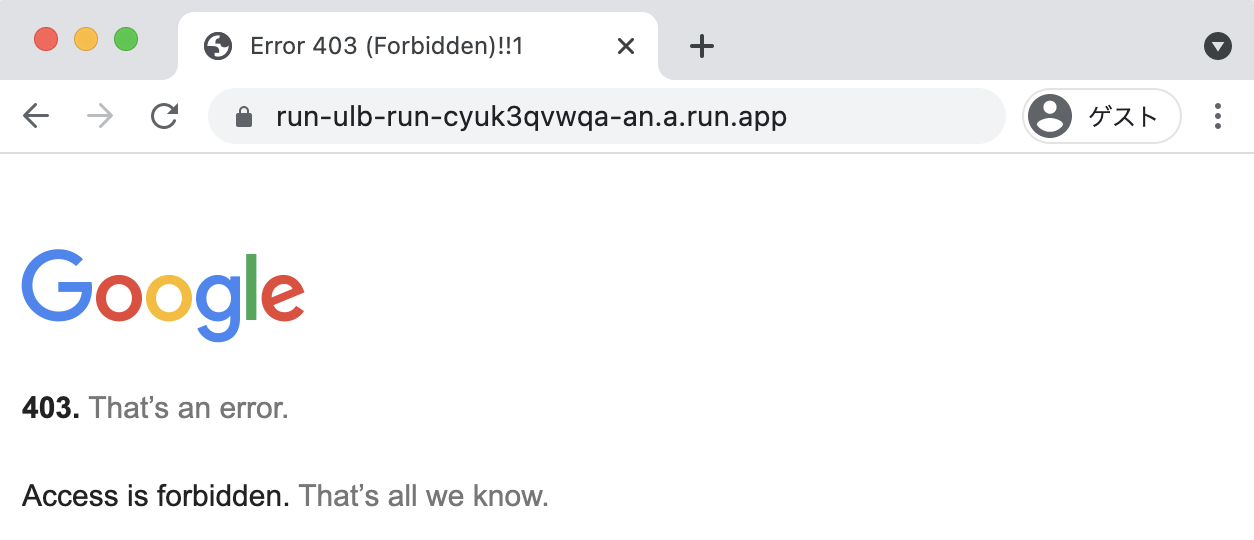 Error 403 (Forbidden)!!1
run-ulb-run-cyuk3qvwqa-an.a.run.app
ゲスト
Google
403. That’s an error.
Access is forbidden. That’s all we know.